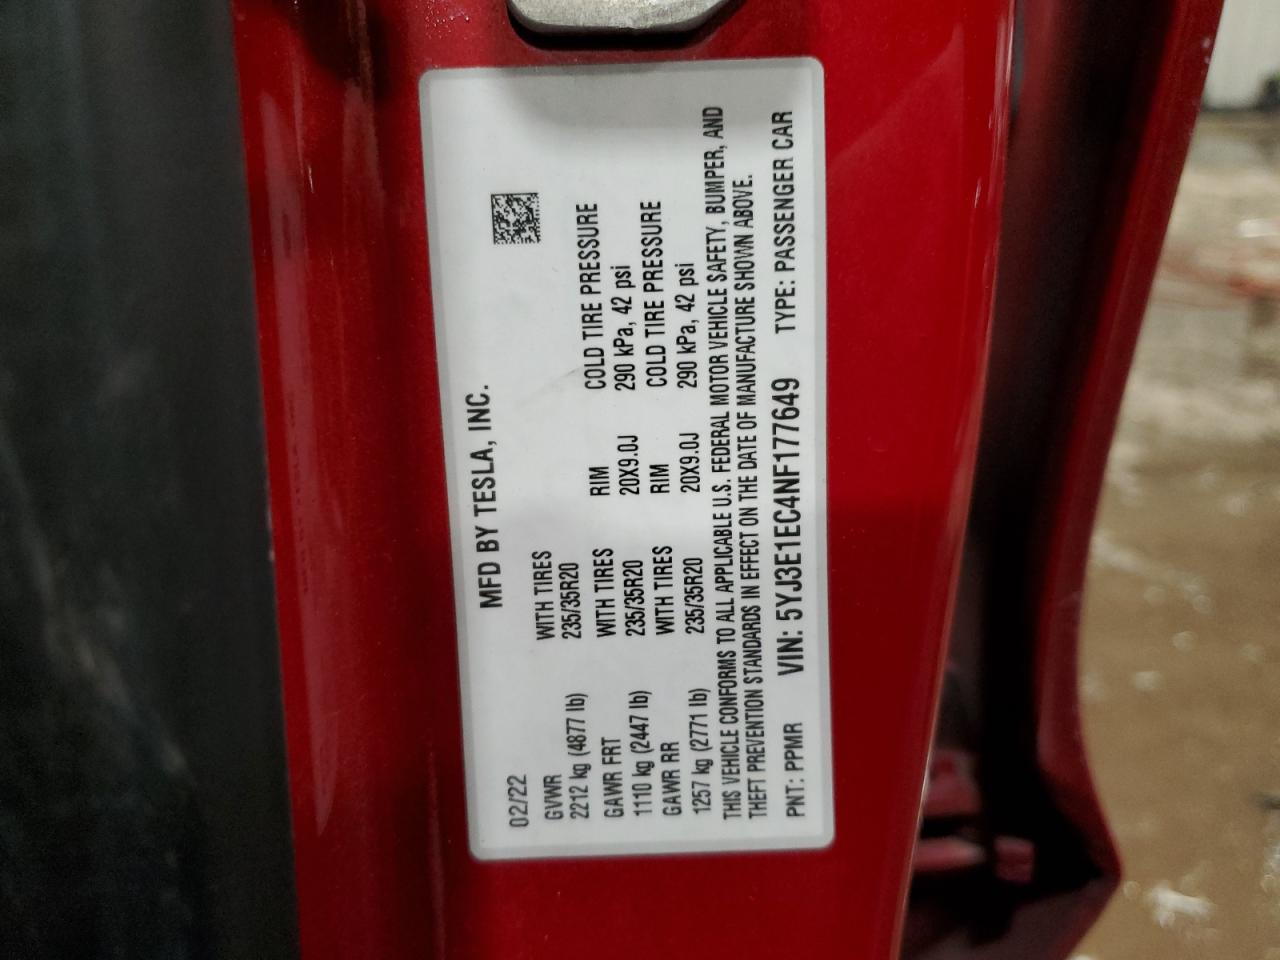 MFD BY TESLA, INC.
02/22
GVWR WITH TIRES
2212 kg (4877 lb) 235/35R20
GAWR FRT WITH TIRES RIM COLD TIRE PRESSURE
1110 kg (2447 lb) 235/35R20 20X9.0J 290 kPa, 42 psi
GAWR RR WITH TIRES RIM COLD TIRE PRESSURE
1257 kg (2771 lb) 235/35R20 20X9.0J 290 kPa, 42 psi
THIS VEHICLE CONFORMS TO ALL APPLICABLE U.S. FEDERAL MOTOR VEHICLE SAFETY, BUMPER, AND
THEFT PREVENTION STANDARDS IN EFFECT ON THE DATE OF MANUFACTURE SHOWN ABOVE.
PNT: PPMR VIN: 5YJ3E1EC4NF177649 TYPE: PASSENGER CAR